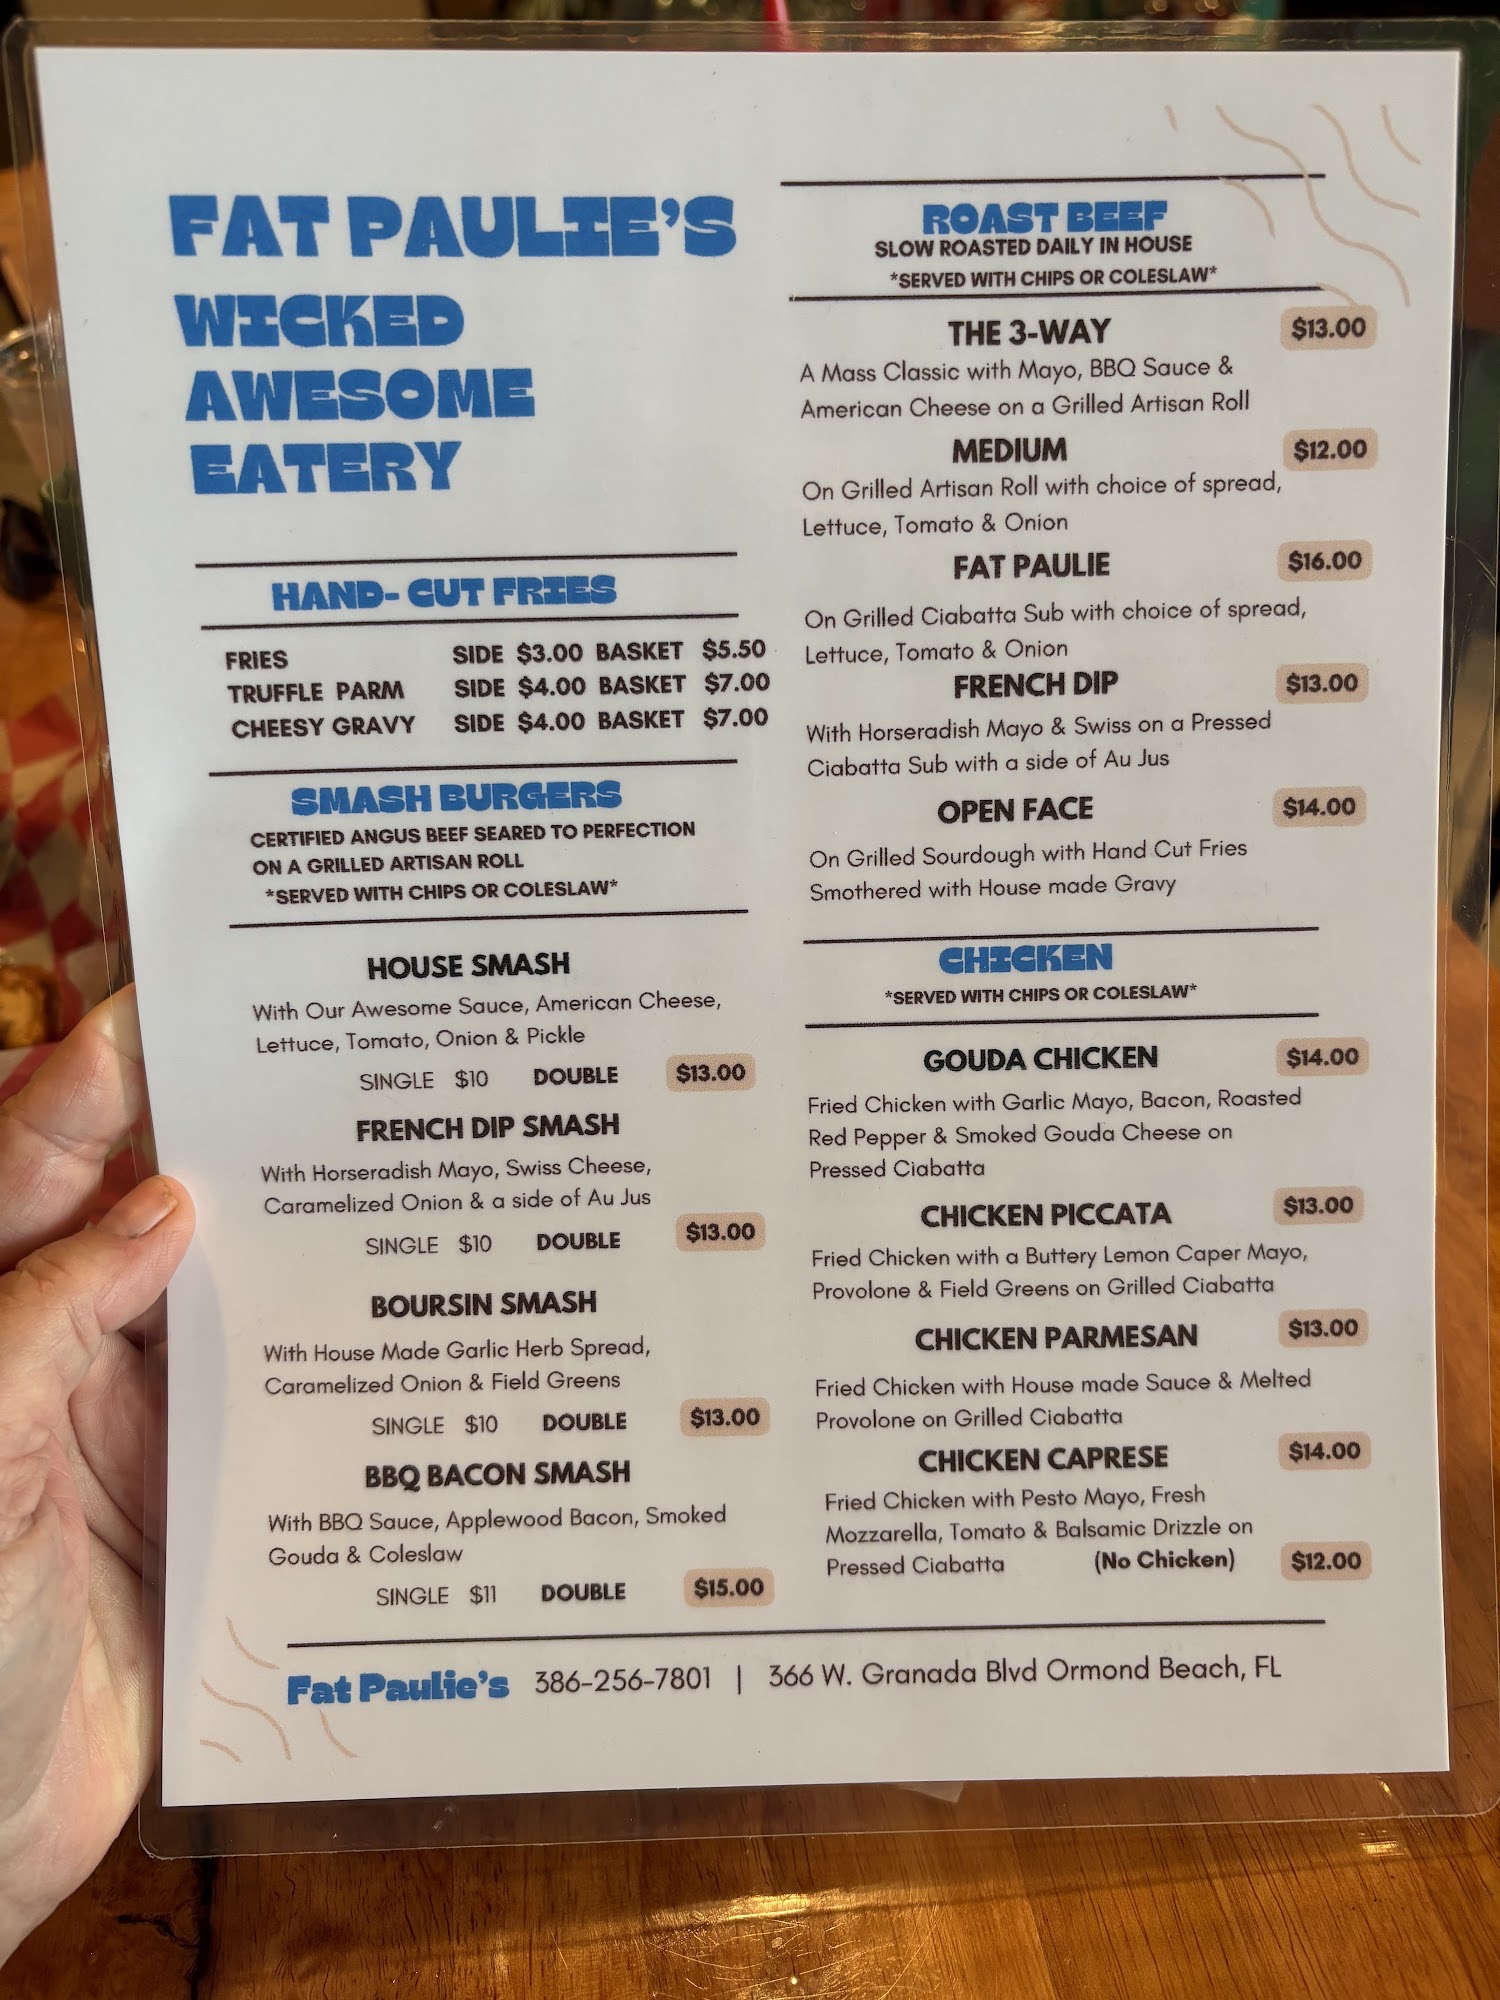 FAT PAULIE'S
WICKED
AWESOME
EATERY
HAND- CUT FRIES
FRIES SIDE $3.00 BASKET $5.50
TRUFFLE PARM SIDE $4.00 BASKET $7.00
CHEESY GRAVY SIDE $4.00 BASKET $7.00
SMASH BURGERS
CERTIFIED ANGUS BEEF SEARED TO PERFECTION
ON A GRILLED ARTISAN ROLL
*SERVED WITH CHIPS OR COLESLAW*
HOUSE SMASH
With Our Awesome Sauce, American Cheese,
Lettuce, Tomato, Onion & Pickle
SINGLE $10 DOUBLE $13.00
FRENCH DIP SMASH
With Horseradish Mayo, Swiss Cheese,
Caramelized Onion & a side of Au Jus
SINGLE $10 DOUBLE $13.00
BOURSIN SMASH
With House Made Garlic Herb Spread,
Caramelized Onion & Field Greens
SINGLE $10 DOUBLE $13.00
BBQ BACON SMASH
With BBQ Sauce, Applewood Bacon, Smoked
Gouda & Coleslaw
SINGLE $11 DOUBLE $15.00
ROAST BEEF
SLOW ROASTED DAILY IN HOUSE
*SERVED WITH CHIPS OR COLESLAW*
THE 3-WAY $13.00
A Mass Classic with Mayo, BBQ Sauce &
American Cheese on a Grilled Artisan Roll
MEDIUM $12.00
On Grilled Artisan Roll with choice of spread,
Lettuce, Tomato & Onion
FAT PAULIE $16.00
On Grilled Ciabatta Sub with choice of spread,
Lettuce, Tomato & Onion
FRENCH DIP $13.00
With Horseradish Mayo & Swiss on a Pressed
Ciabatta Sub with a side of Au Jus
OPEN FACE $14.00
On Grilled Sourdough with Hand Cut Fries
Smothered with House made Gravy
CHICKEN
*SERVED WITH CHIPS OR COLESLAW*
GOUDA CHICKEN $14.00
Fried Chicken with Garlic Mayo, Bacon, Roasted
Red Pepper & Smoked Gouda Cheese on
Pressed Ciabatta
CHICKEN PICCATA $13.00
Fried Chicken with a Buttery Lemon Caper Mayo,
Provolone & Field Greens on Grilled Ciabatta
CHICKEN PARMESAN $13.00
Fried Chicken with House made Sauce & Melted
Provolone on Grilled Ciabatta
CHICKEN CAPRESE $14.00
Fried Chicken with Pesto Mayo, Fresh
Mozzarella, Tomato & Balsamic Drizzle on
Pressed Ciabatta (No Chicken) $12.00
Fat Paulie's 386-256-7801 | 366 W. Granada Blvd Ormond Beach, FL